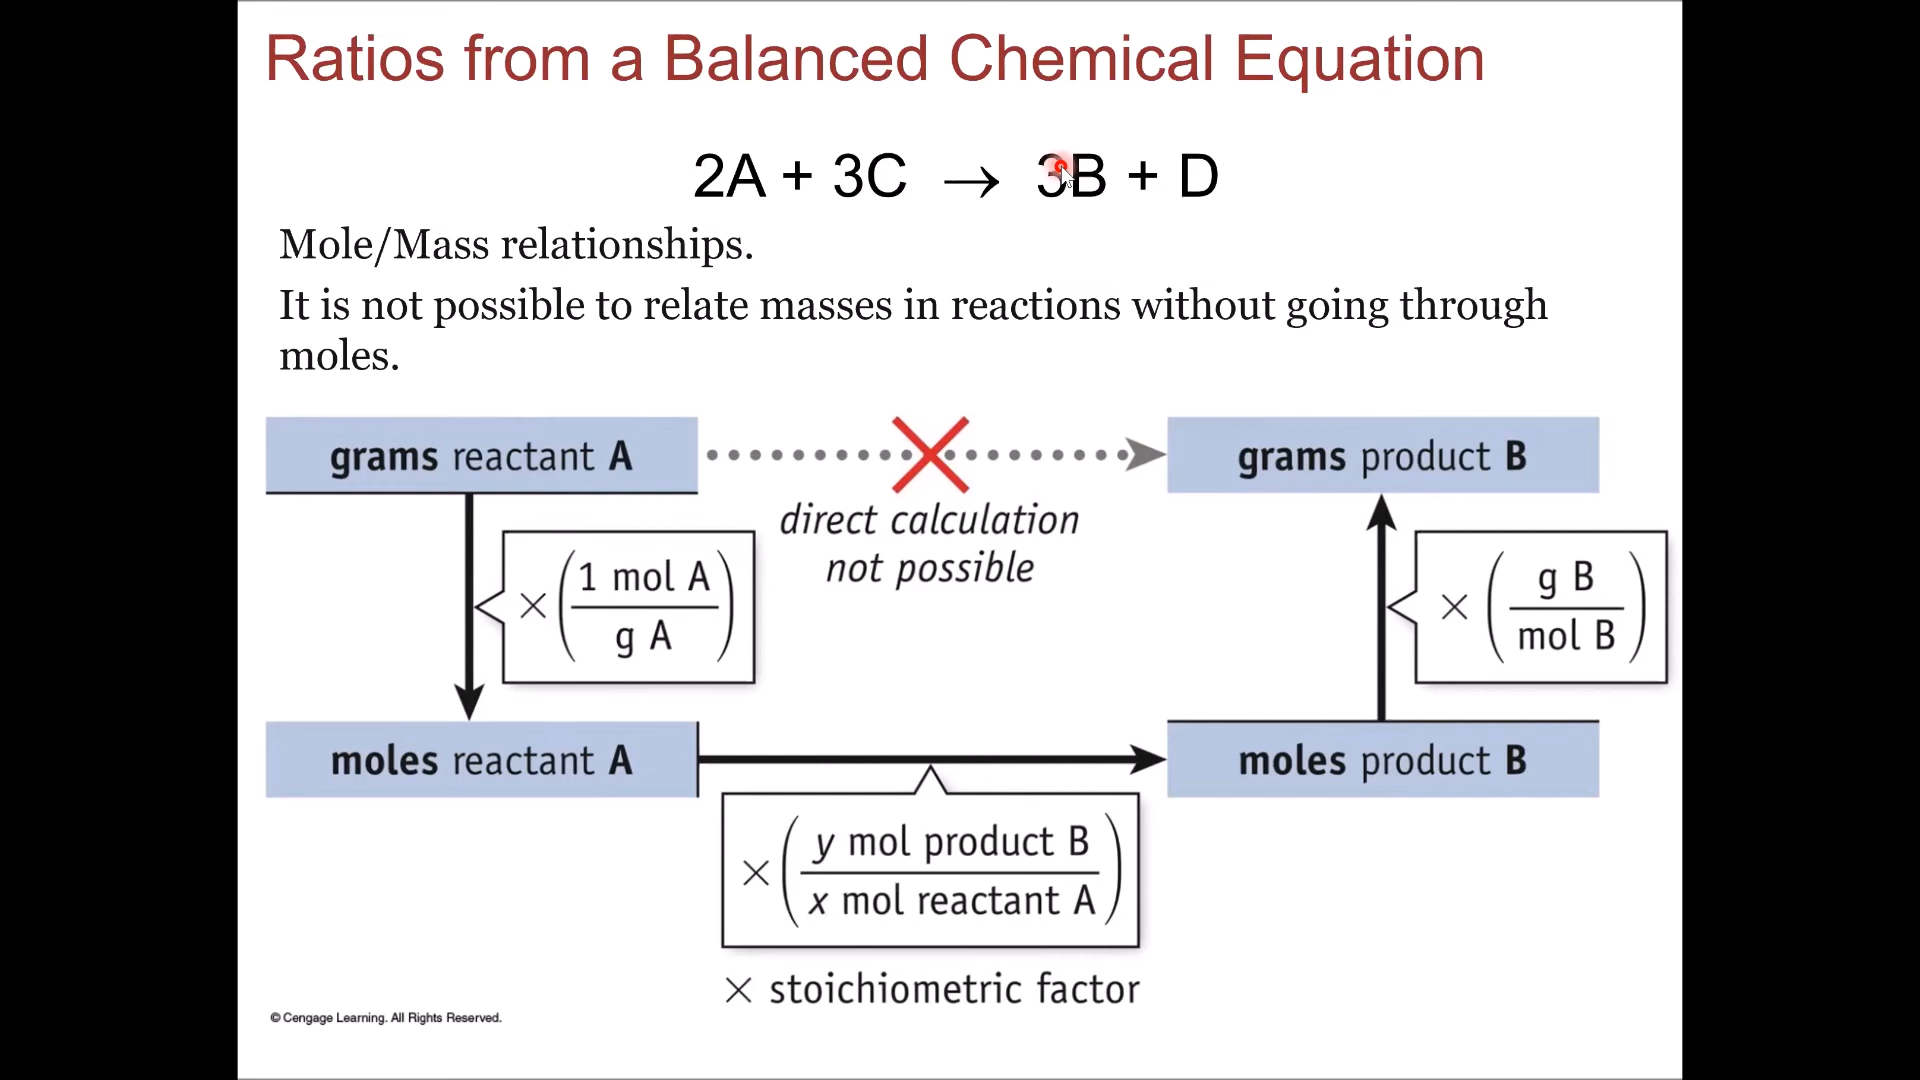 Ratios from a Balanced Chemical Equation
2A + 3C → 3B + D
Mole/Mass relationships.
It is not possible to relate masses in reactions without going through
moles.
grams reactant A
grams product B
direct calculation
not possible
× (1 mol A
g A)
× (g B
mol B)
moles reactant A
moles product B
× (y mol product B
x mol reactant A)
× stoichiometric factor
© Cengage Learning. All Rights Reserved.